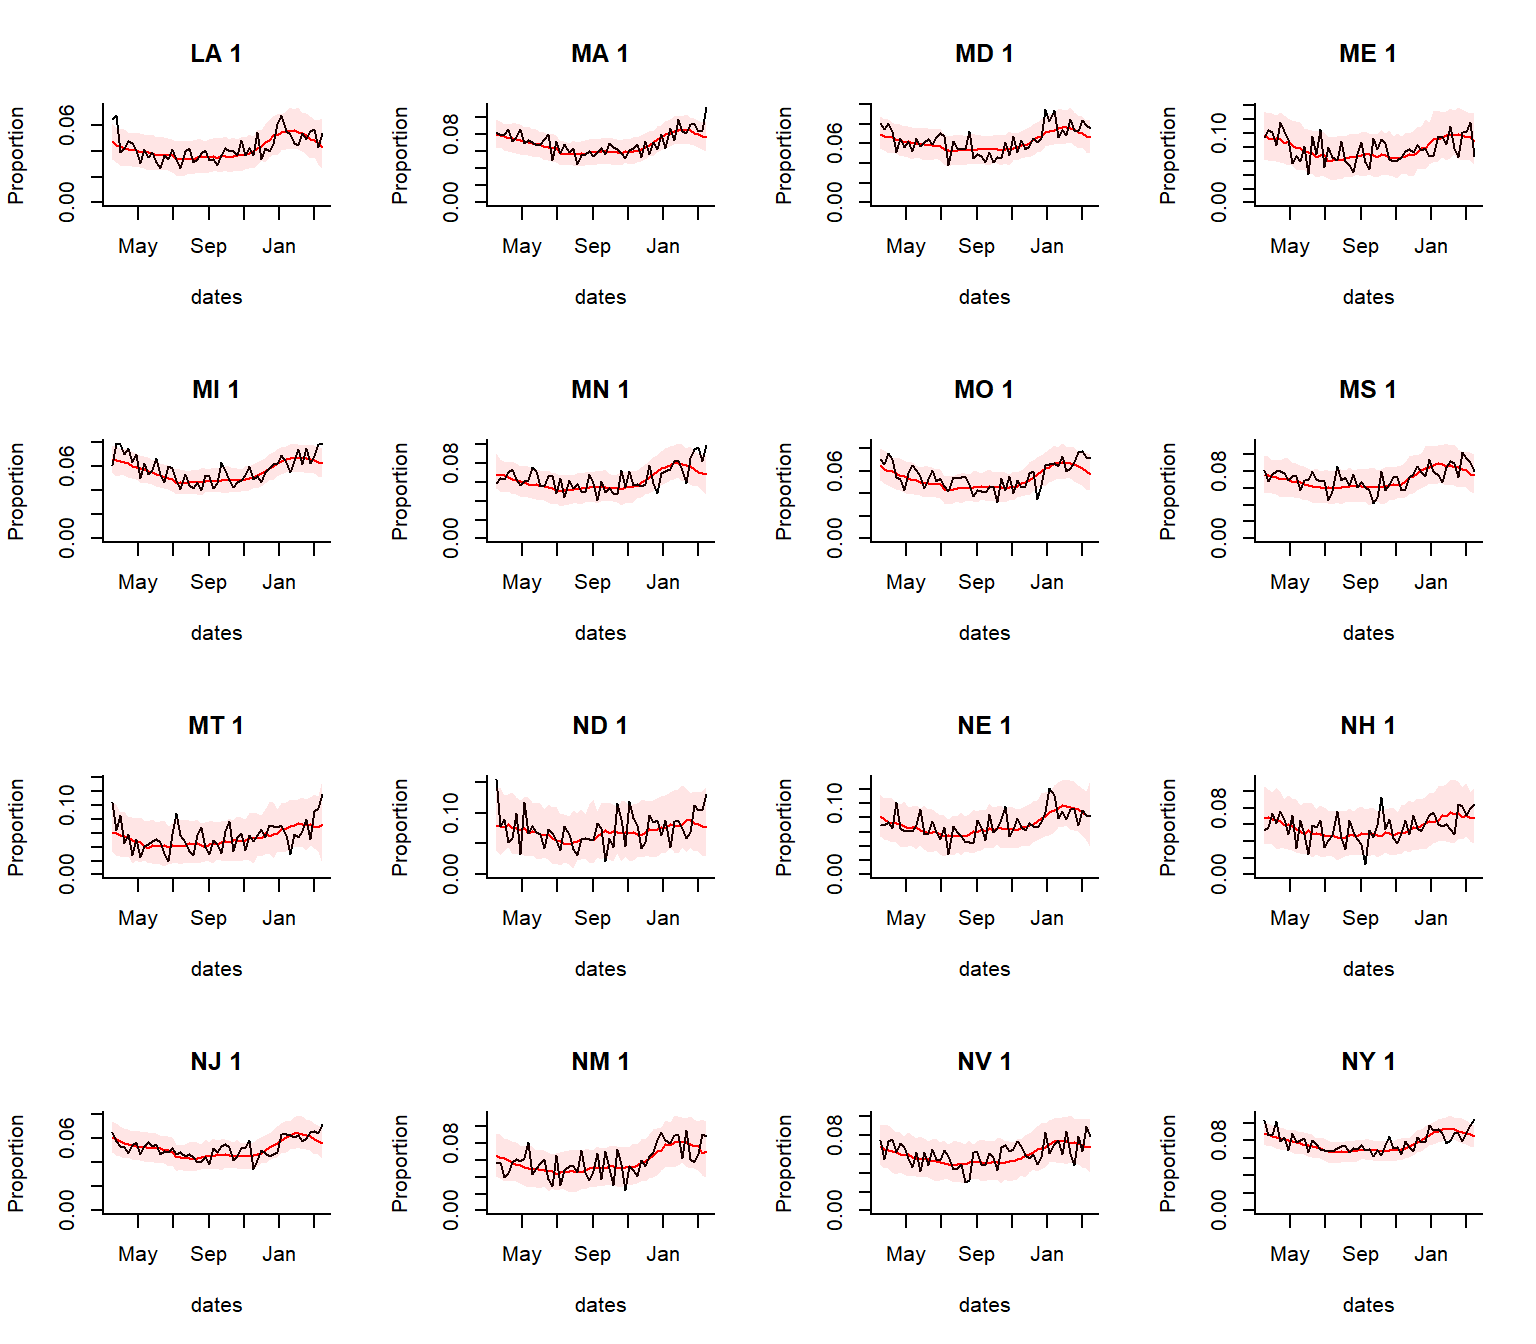 LA 1
Proportion
0.00 0.06
May Sep Jan
dates
MA 1
Proportion
0.00 0.08
May Sep Jan
dates
MD 1
Proportion
0.00 0.06
May Sep Jan
dates
ME 1
Proportion
0.00 0.10
May Sep Jan
dates
MI 1
Proportion
0.00 0.06
May Sep Jan
dates
MN 1
Proportion
0.00 0.08
May Sep Jan
dates
MO 1
Proportion
0.00 0.06
May Sep Jan
dates
MS 1
Proportion
0.00 0.08
May Sep Jan
dates
MT 1
Proportion
0.00 0.10
May Sep Jan
dates
ND 1
Proportion
0.00 0.10
May Sep Jan
dates
NE 1
Proportion
0.00 0.10
May Sep Jan
dates
NH 1
Proportion
0.00 0.08
May Sep Jan
dates
NJ 1
Proportion
0.00 0.06
May Sep Jan
dates
NM 1
Proportion
0.00 0.08
May Sep Jan
dates
NV 1
Proportion
0.00 0.08
May Sep Jan
dates
NY 1
Proportion
0.00 0.08
May Sep Jan
dates